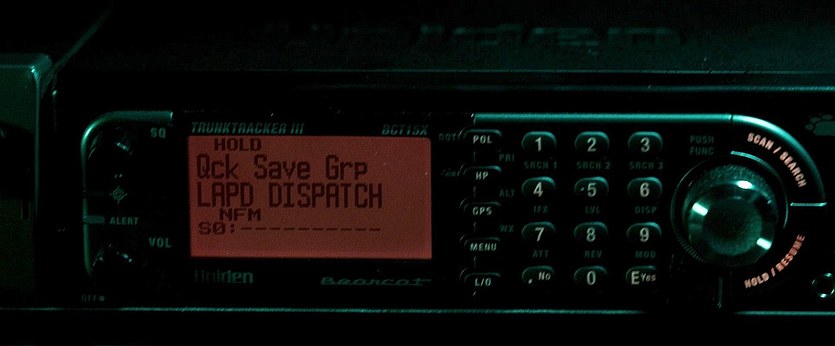 SQ
ALERT
VOL
OFF
TRUNKTRACKER III BCT15X
HOLD
Qck Save Grp
LAPD DISPATCH
NFM
S0:----------
Uniden Bearcat
POL
HP
GPS
MENU
L/O
PRI
ALT
WX
1 2 3
SRCH 1 SRCH 2 SRCH 3
4 ·5 6
IFX LVL DISP
7 8 9
ATT REV MOD
. No 0 E Yes
PUSH
FUNC
SCAN / SEARCH
HOLD / RESUME